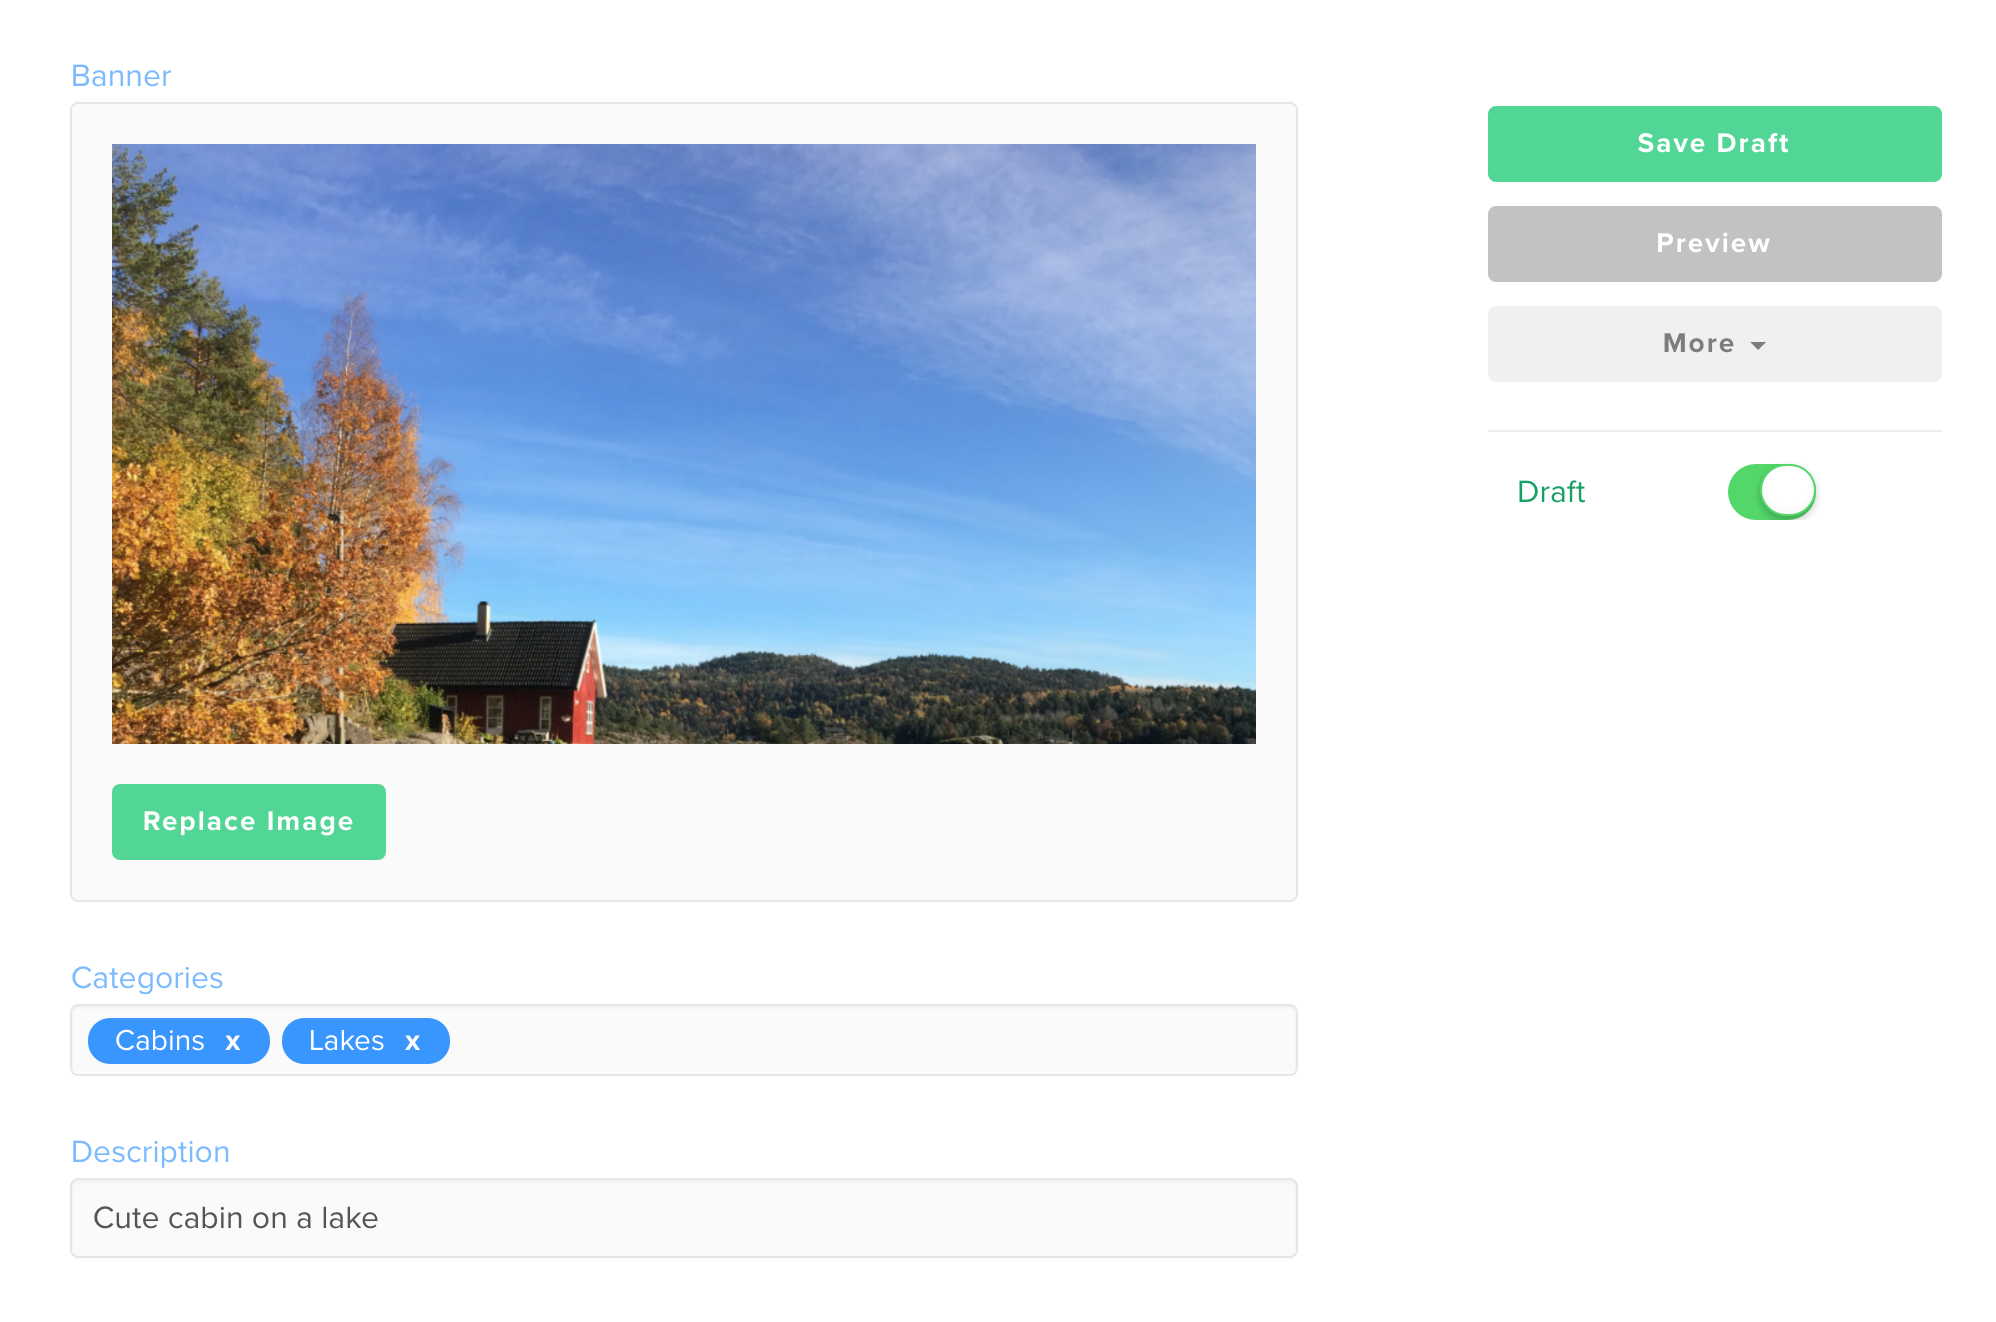 Banner
Save Draft
Preview
More
Draft
Replace Image
Categories
Cabins x
Lakes x
Description
Cute cabin on a lake